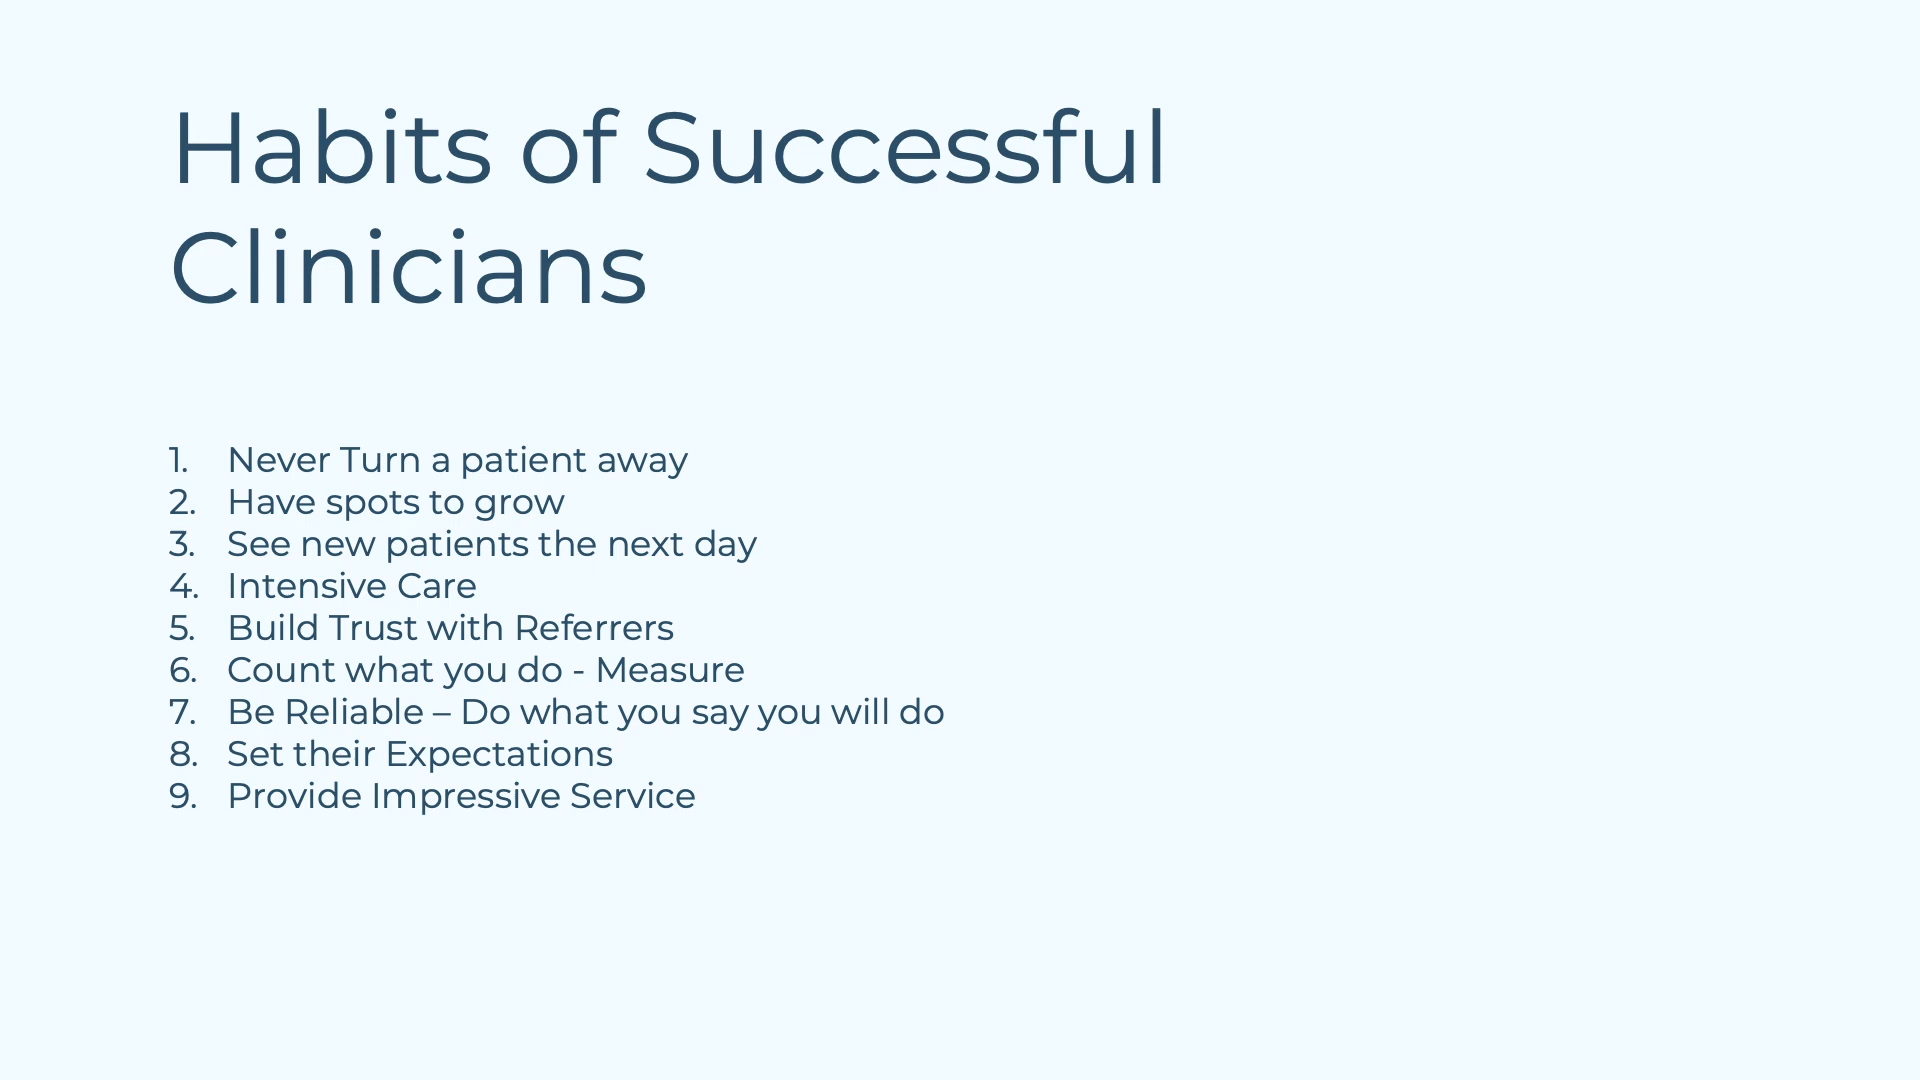 Habits of Successful
Clinicians
1. Never Turn a patient away
2. Have spots to grow
3. See new patients the next day
4. Intensive Care
5. Build Trust with Referrers
6. Count what you do - Measure
7. Be Reliable – Do what you say you will do
8. Set their Expectations
9. Provide Impressive Service